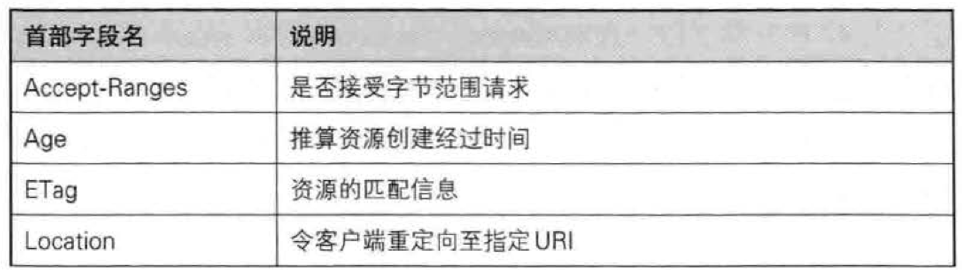 首部字段名 说明
Accept-Ranges 是否接受字节范围请求
Age 推算资源创建经过时间
ETag 资源的匹配信息
Location 令客户端重定向至指定URI